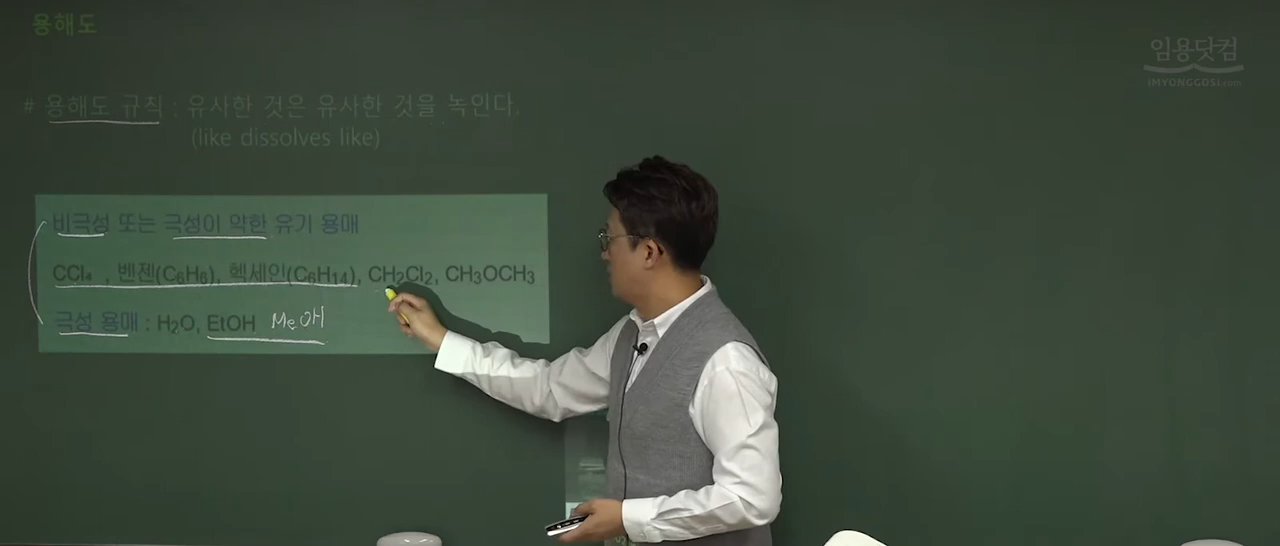 용해도
임용닷컴
iMYONGGOSI.com
# 용해도 규칙 : 유사한 것은 유사한 것을 녹인다.
(like dissolves like)
비극성 또는 극성이 약한 유기 용매
CCl₄ , 벤젠(C₆H₆), 헥세인(C₆H₁₄), CH₂Cl₂, CH₃OCH₃
극성 용매 : H₂O, EtOH MeOH